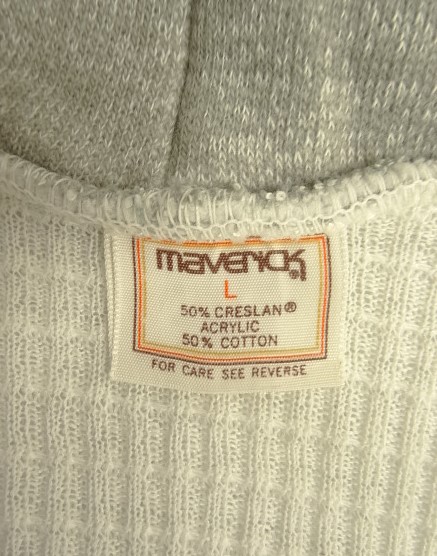 maverick®
L
50% CRESLAN®
ACRYLIC
50% COTTON
FOR CARE SEE REVERSE